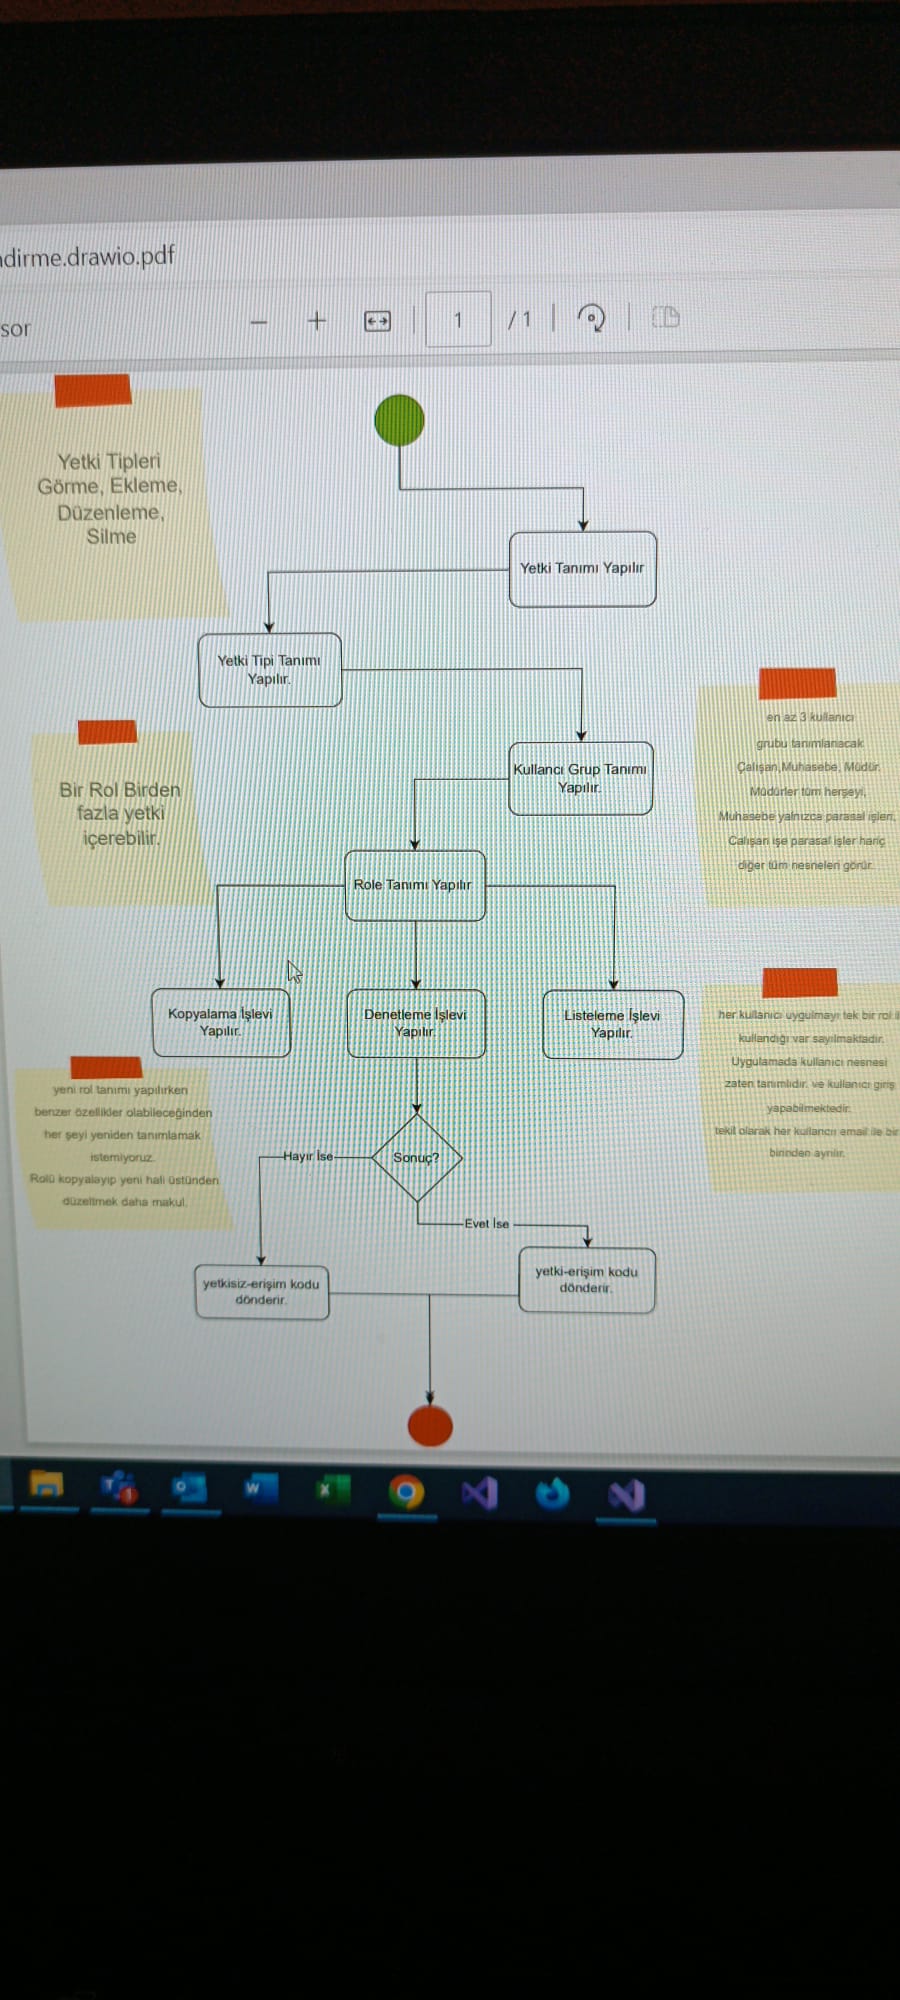 dirme.drawio.pdf
sor
1
/ 1
Yetki Tipleri
Görme, Ekleme,
Düzenleme,
Silme
Yetki Tanımı Yapılır
Yetki Tipi Tanımı
Yapılır.
Kullancı Grup Tanımı
Yapılır.
en az 3 kullanıcı
grubu tanımlanacak
Çalışan,Muhasebe, Müdür.
Müdürler tüm herşeyi,
Muhasebe yalnızca parasal işleri,
Çalışan ise parasal işler hariç
diğer tüm nesneleri görür.
Bir Rol Birden
fazla yetki
içerebilir.
Role Tanımı Yapılır
Kopyalama İşlevi
Yapılır.
Denetleme İşlevi
Yapılır.
Listeleme İşlevi
Yapılır.
her kullanıcı uygulmayı tek bir rol
kullandığı var sayılmaktadır.
Uygulamada kullanıcı nesnesi
zaten tanımlıdır. ve kullanıcı giriş
yapabilmektedir.
tekil olarak her kullancıı email ile bir
birinden ayrılır.
yeni rol tanımı yapılırken
benzer özellikler olabileceğinden
her şeyi yeniden tanımlamak
istemiyoruz.
Rolü kopyalayıp yeni hali üstünden
düzeltmek daha makul.
Sonuç?
Hayır İse
Evet İse
yetkisiz-erişim kodu
dönderir.
yetki-erişim kodu
dönderir.